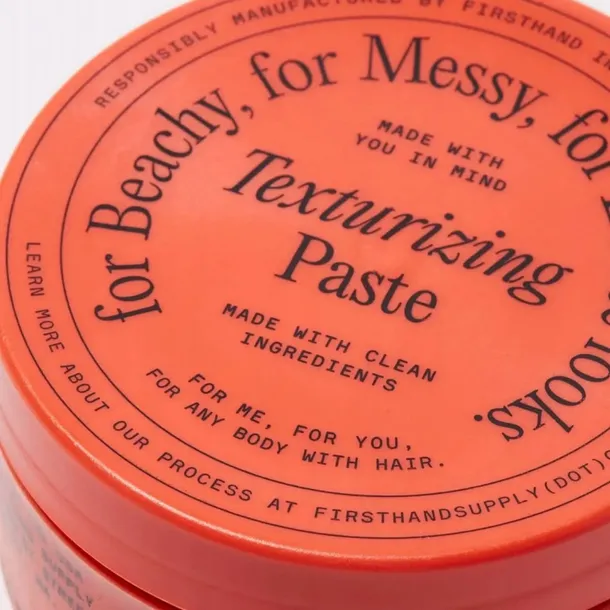 RESPONSIBLY MANUFACTURED BY FIRSTHAND
for Beachy, for Messy, for
looks.
MADE WITH
YOU IN MIND
Texturizing
Paste
MADE WITH CLEAN
INGREDIENTS
FOR ME, FOR YOU,
FOR ANY BODY WITH HAIR.
LEARN MORE ABOUT OUR PROCESS AT FIRSTHANDSUPPLY(DOT)
SUPPLY